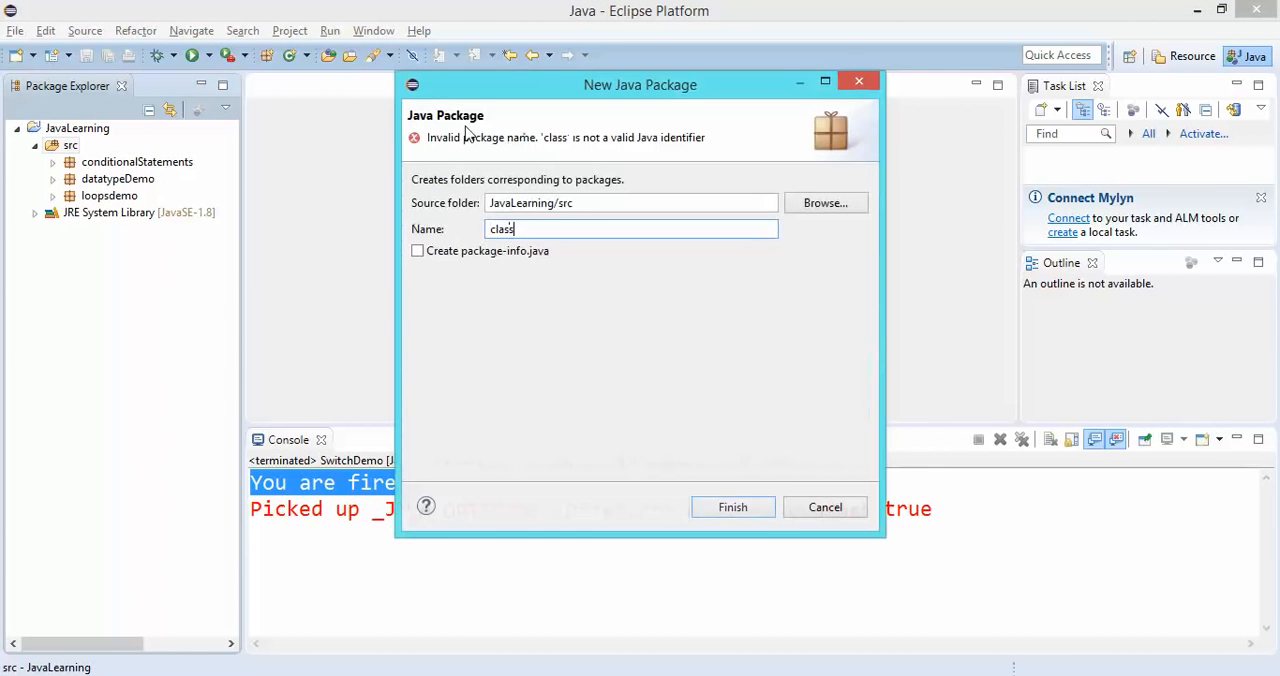 Java - Eclipse Platform
File Edit Source Refactor Navigate Search Project Run Window Help
Quick Access
Resource
Java
Package Explorer
JavaLearning
src
conditionalStatements
datatypeDemo
loopsdemo
JRE System Library [JavaSE-1.8]
New Java Package
Java Package
Invalid package name. 'class' is not a valid Java identifier
Creates folders corresponding to packages.
Source folder: JavaLearning/src Browse...
Name: class
Create package-info.java
Finish Cancel
Task List
Find All Activate...
Connect Mylyn
Connect to your task and ALM tools or
create a local task.
Outline
An outline is not available.
Console
<terminated> SwitchDemo [J
You are fire
Picked up _J true
src - JavaLearning